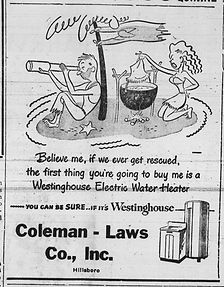 Believe me, if we ever get rescued,
the first thing you're going to buy me is a
Westinghouse Electric Water Heater
YOU CAN BE SURE..IF IT'S Westinghouse
Coleman - Laws
Co., Inc.
Hillsboro